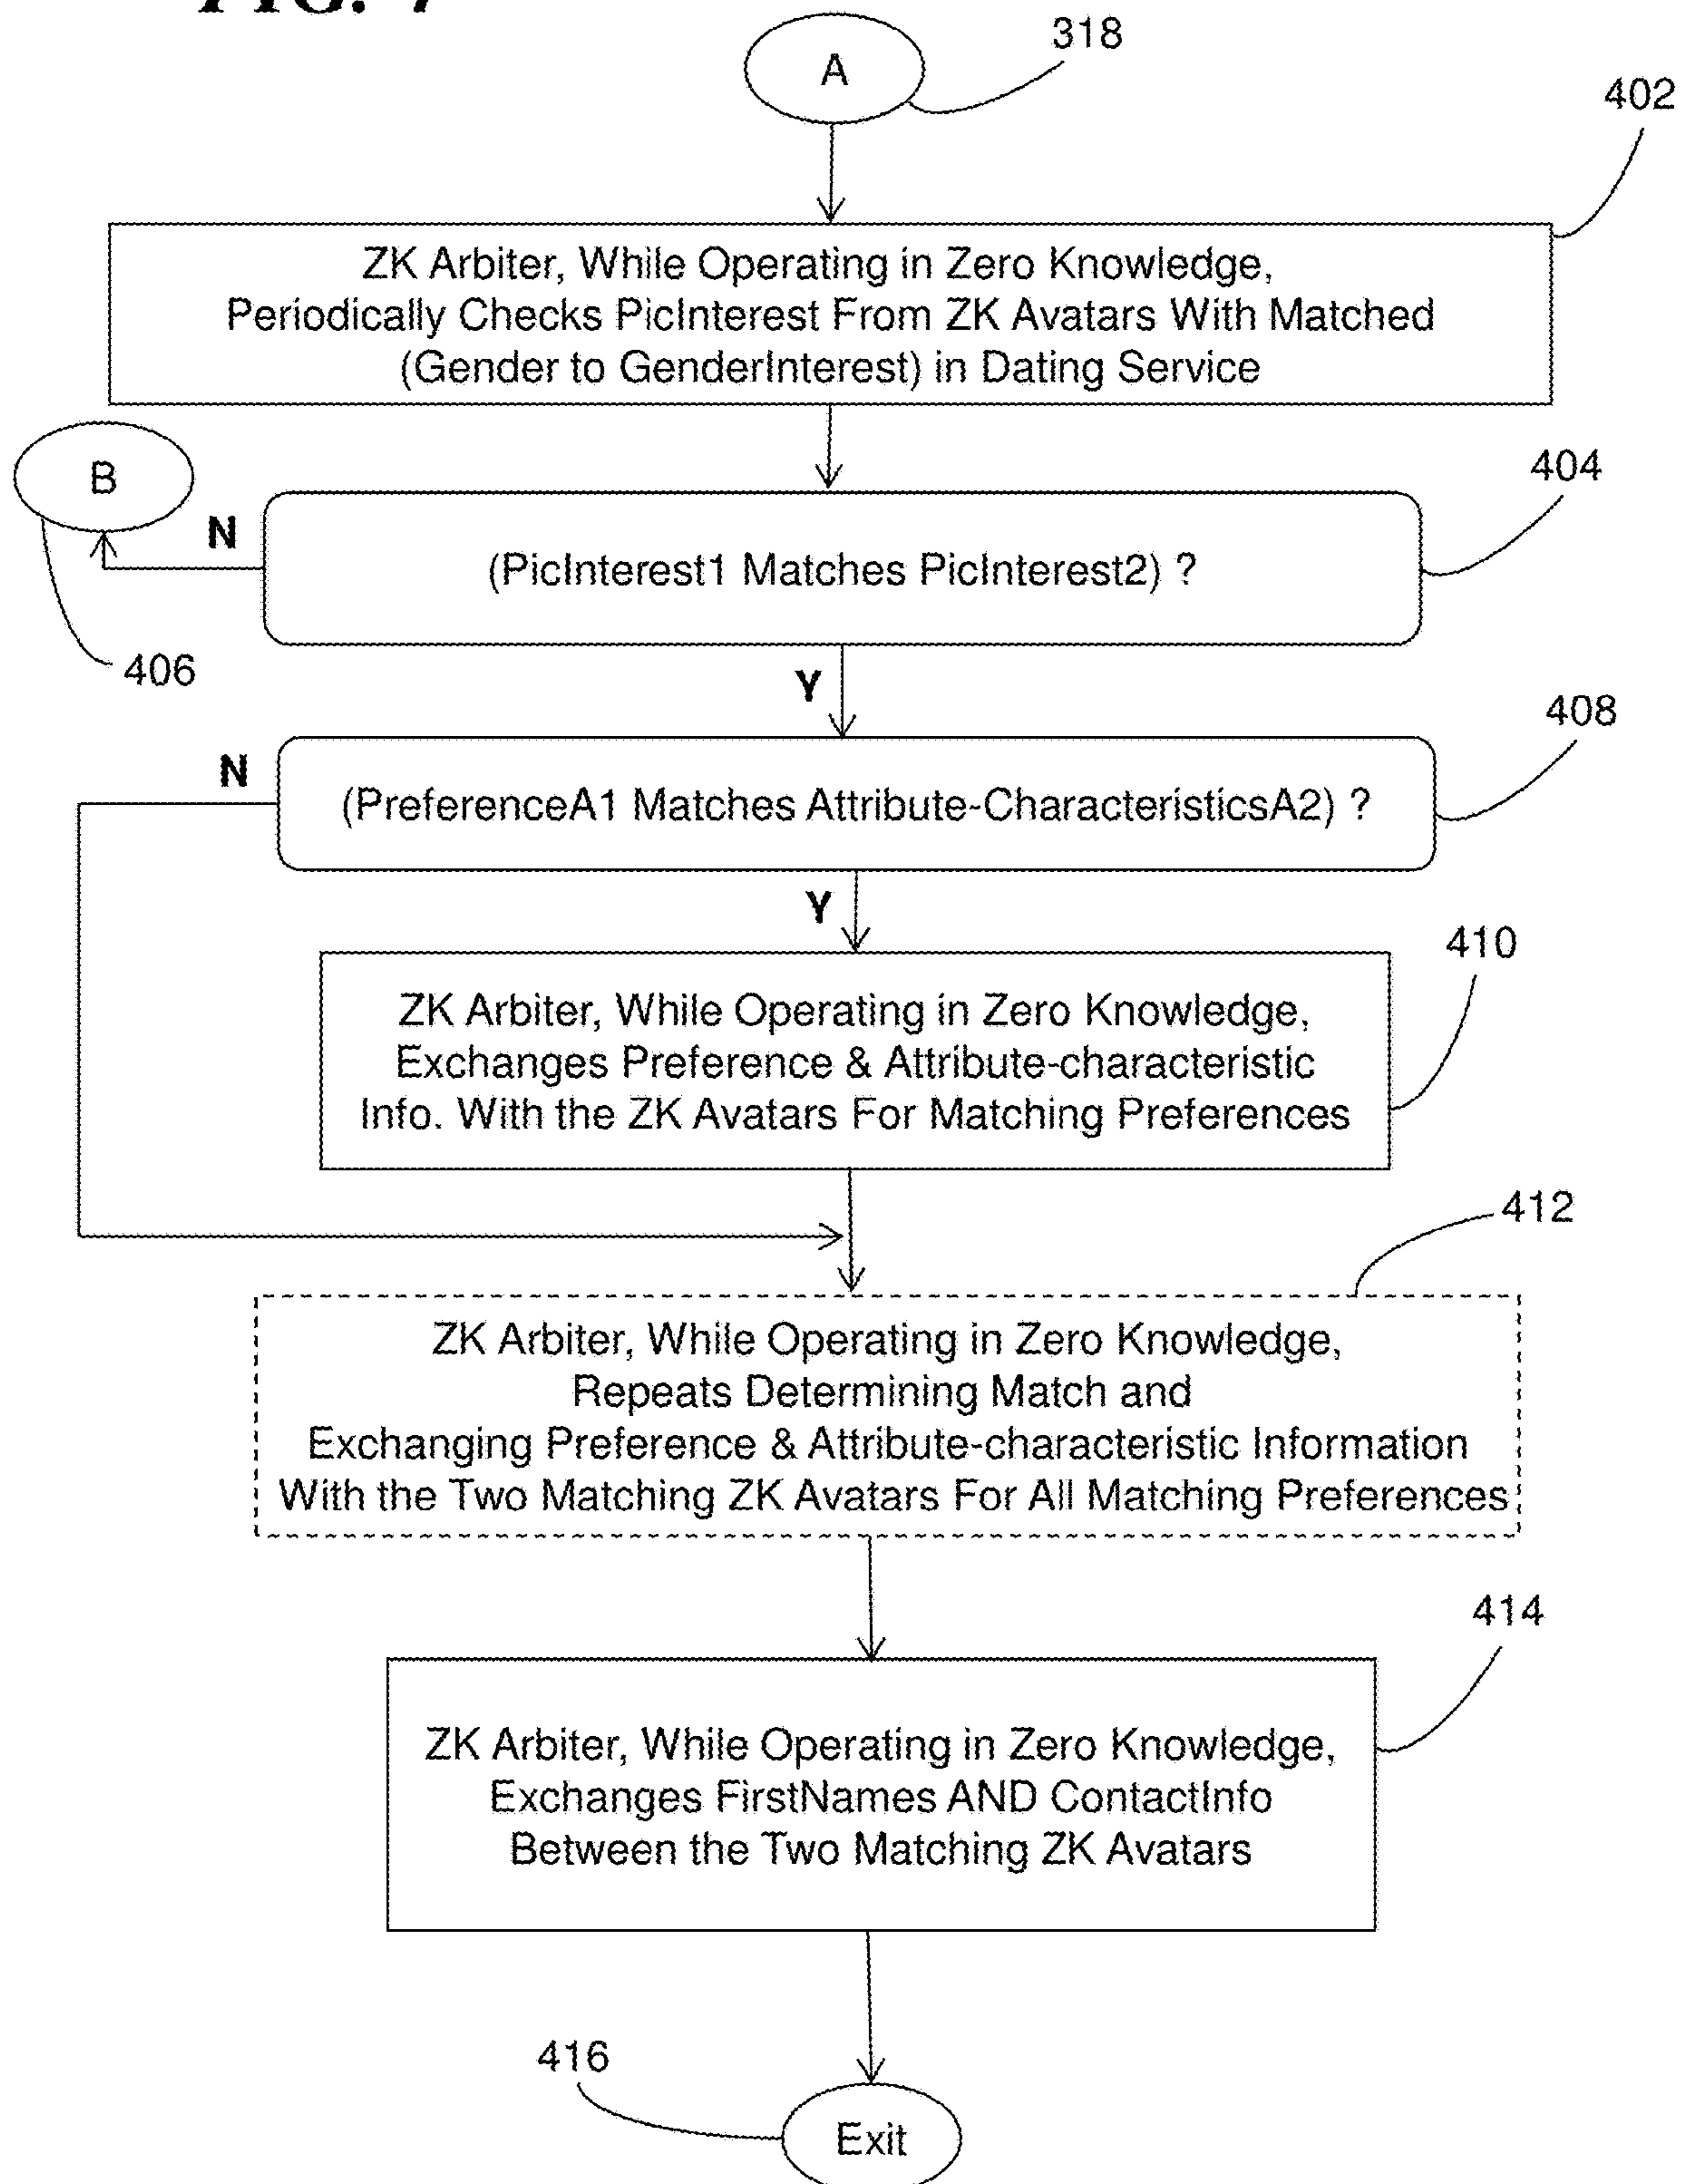 FIG. 7
A
318
402
ZK Arbiter, While Operating in Zero Knowledge,
Periodically Checks PicInterest From ZK Avatars With Matched
(Gender to GenderInterest) in Dating Service
B
N
404
(PicInterest1 Matches PicInterest2) ?
406
Y
408
N
(PreferenceA1 Matches Attribute-CharacteristicsA2) ?
Y
410
ZK Arbiter, While Operating in Zero Knowledge,
Exchanges Preference & Attribute-characteristic
Info. With the ZK Avatars For Matching Preferences
412
ZK Arbiter, While Operating in Zero Knowledge,
Repeats Determining Match and
Exchanging Preference & Attribute-characteristic Information
With the Two Matching ZK Avatars For All Matching Preferences
414
ZK Arbiter, While Operating in Zero Knowledge,
Exchanges FirstNames AND ContactInfo
Between the Two Matching ZK Avatars
416
Exit